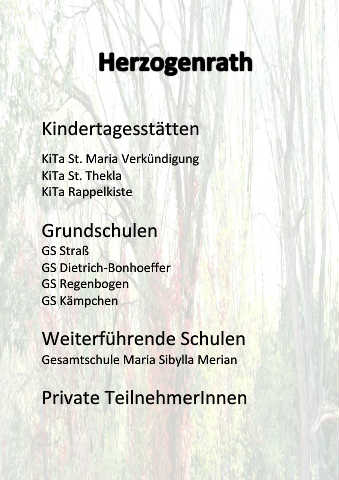 Herzogenrath
Kindertagesstätten
KiTa St. Maria Verkündigung
KiTa St. Thekla
KiTa Rappelkiste
Grundschulen
GS Straß
GS Dietrich-Bonhoeffer
GS Regenbogen
GS Kämpchen
Weiterführende Schulen
Gesamtschule Maria Sibylla Merian
Private TeilnehmerInnen